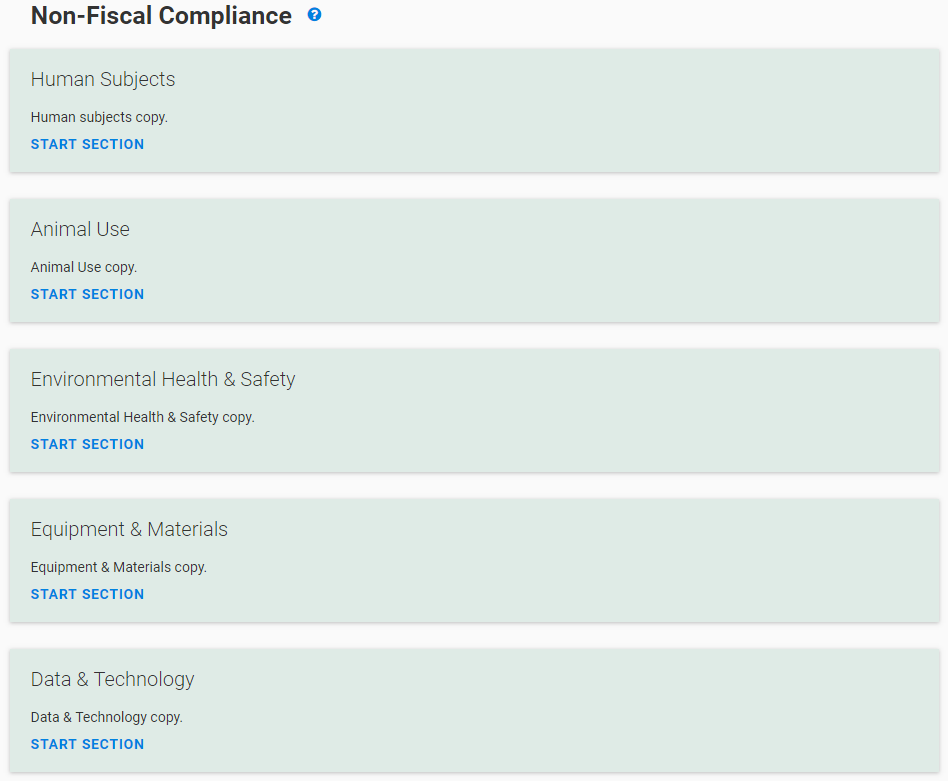 Non-Fiscal Compliance ?
Human Subjects
Human subjects copy.
START SECTION
Animal Use
Animal Use copy.
START SECTION
Environmental Health & Safety
Environmental Health & Safety copy.
START SECTION
Equipment & Materials
Equipment & Materials copy.
START SECTION
Data & Technology
Data & Technology copy.
START SECTION